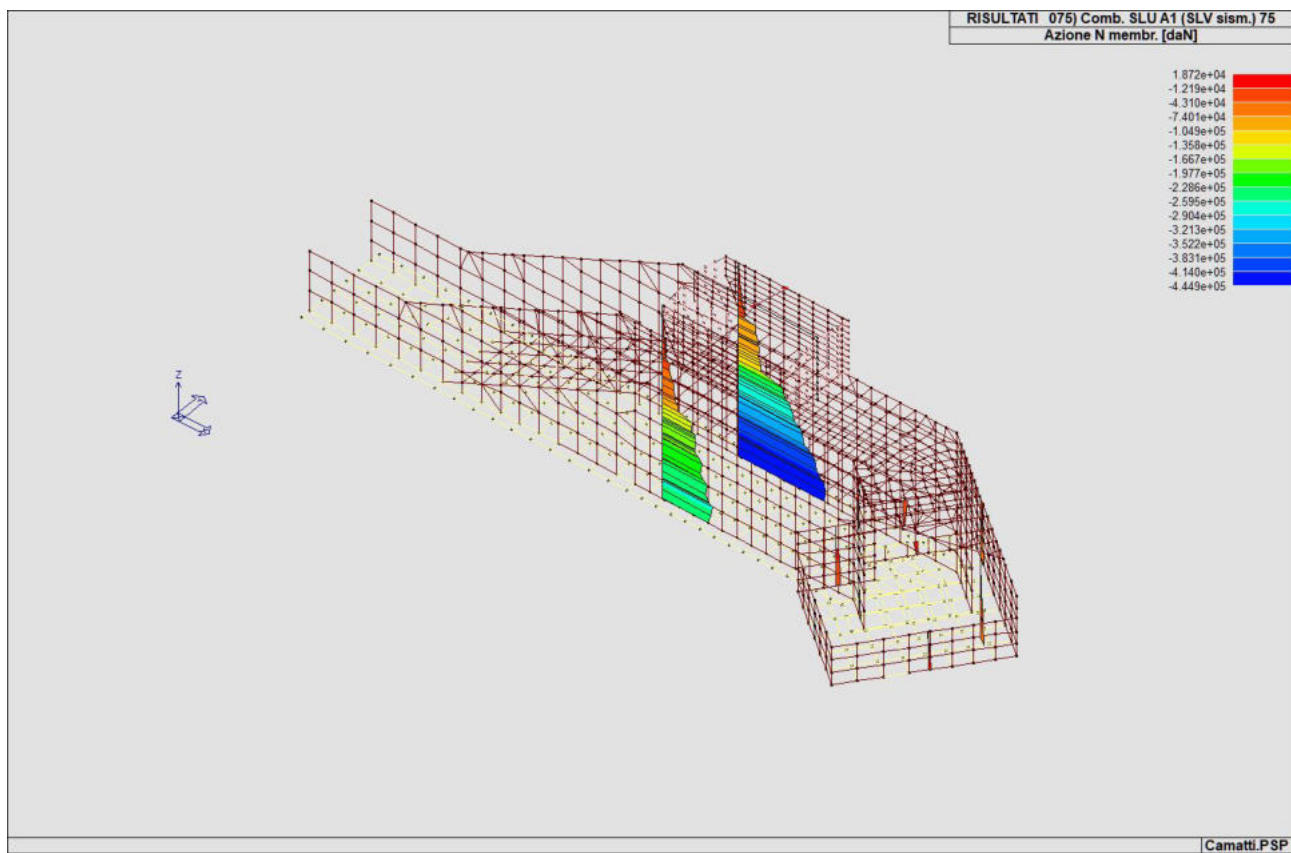 RISULTATI 075) Comb. SLU A1 (SLV sism.) 75
Azione N membr. [daN]
1.872e+04
-1.219e+04
-4.310e+04
-7.401e+04
-1.049e+05
-1.358e+05
-1.667e+05
-1.977e+05
-2.286e+05
-2.595e+05
-2.904e+05
-3.213e+05
-3.522e+05
-3.831e+05
-4.140e+05
-4.449e+05
Z
Camatti.PSP